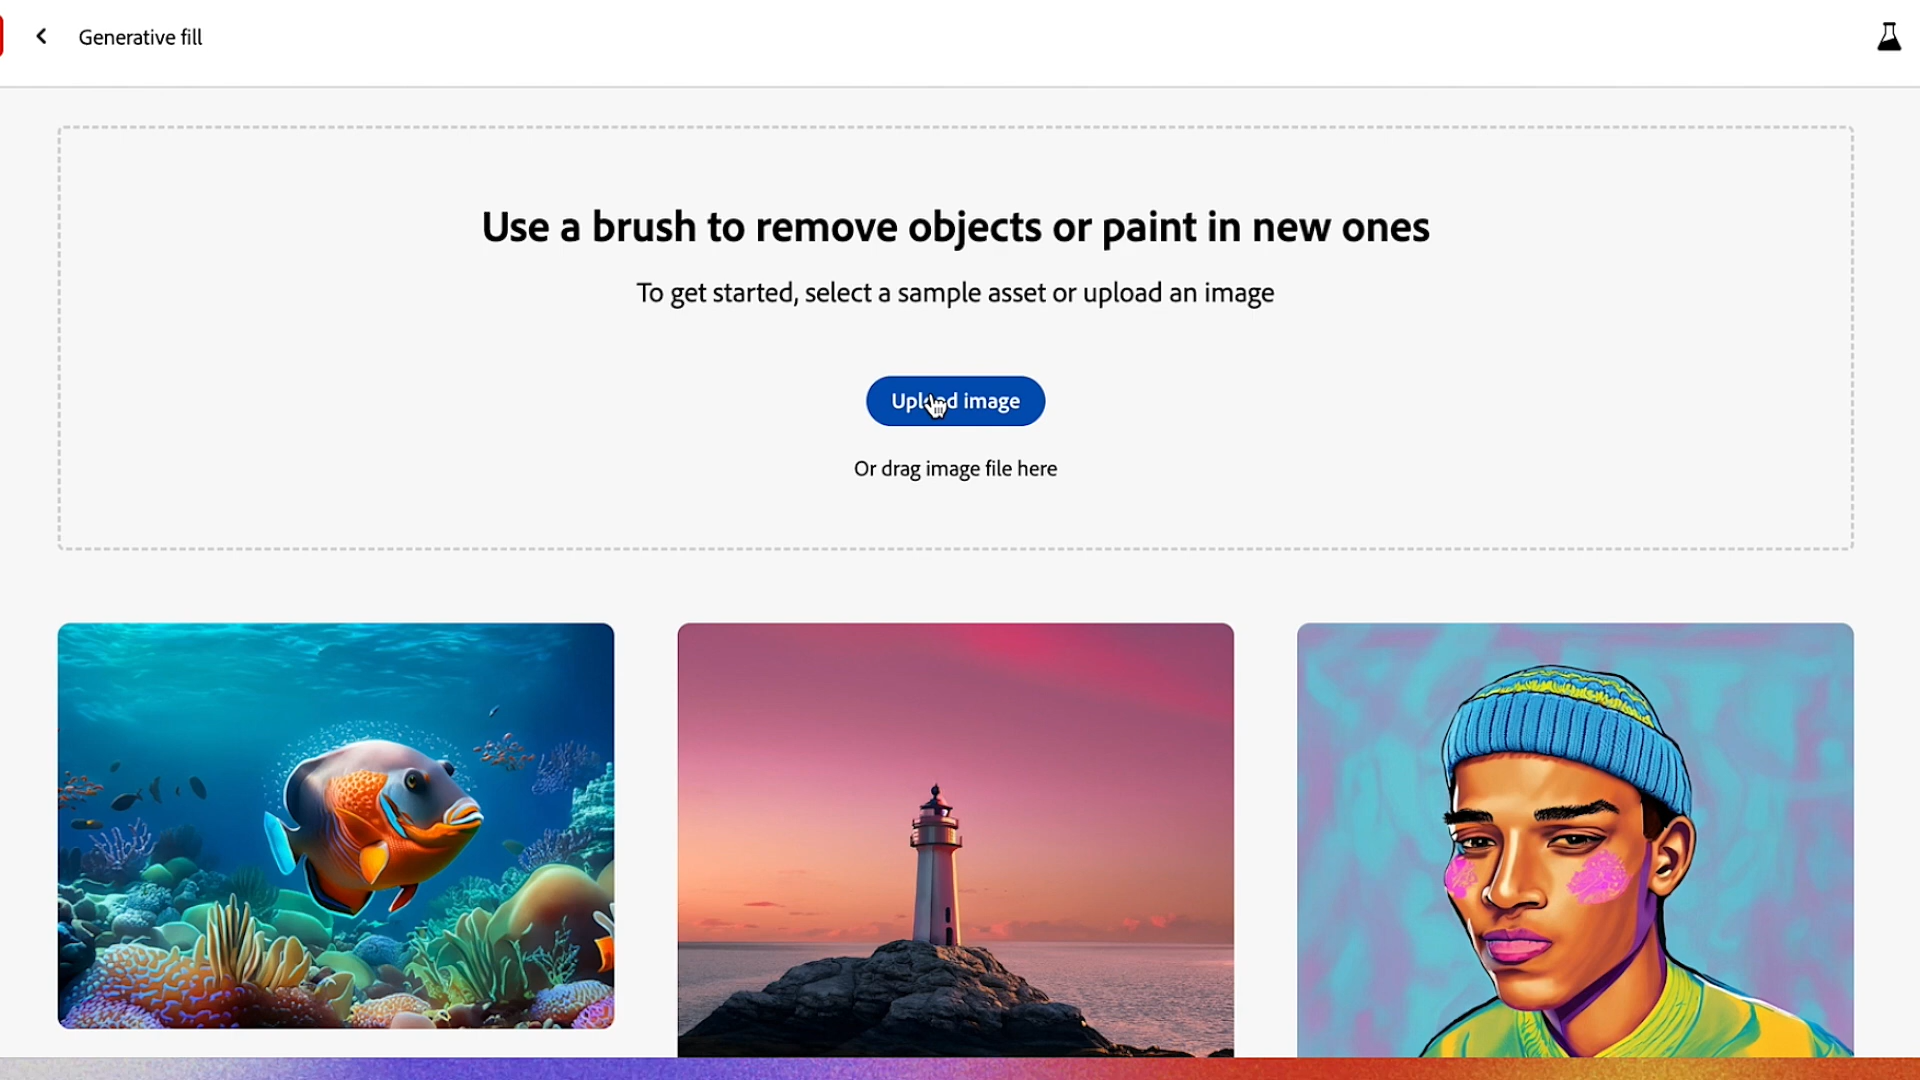 Generative fill
Use a brush to remove objects or paint in new ones
To get started, select a sample asset or upload an image
Upload image
Or drag image file here